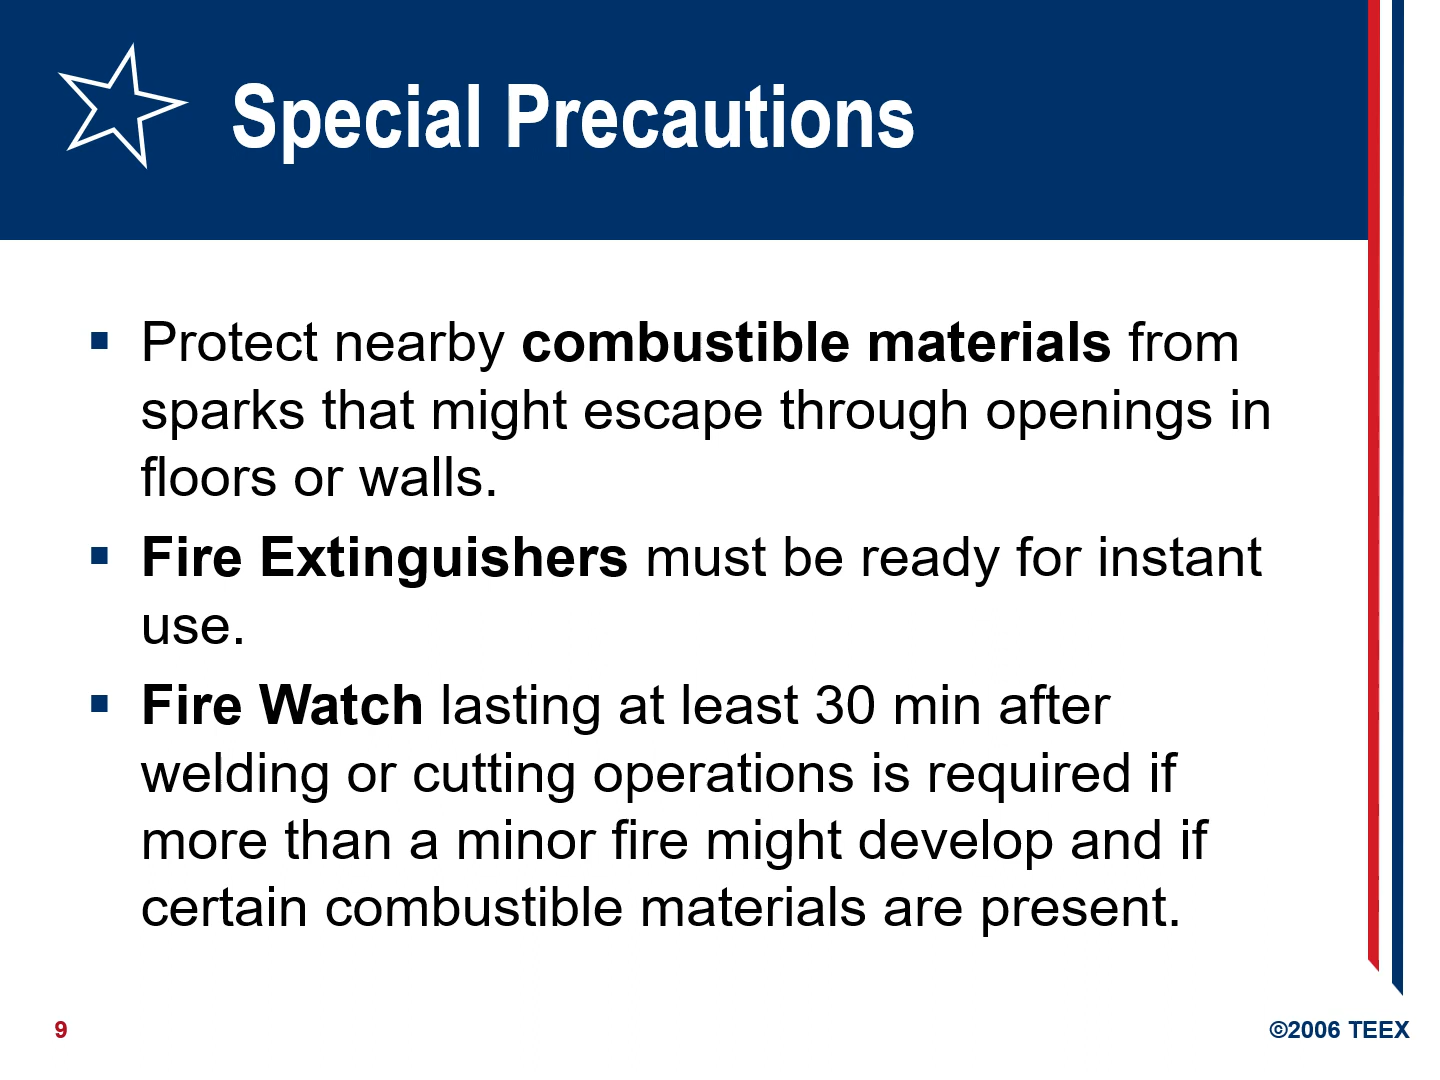 Special Precautions
▪ Protect nearby combustible materials from
sparks that might escape through openings in
floors or walls.
▪ Fire Extinguishers must be ready for instant
use.
▪ Fire Watch lasting at least 30 min after
welding or cutting operations is required if
more than a minor fire might develop and if
certain combustible materials are present.
9
©2006 TEEX